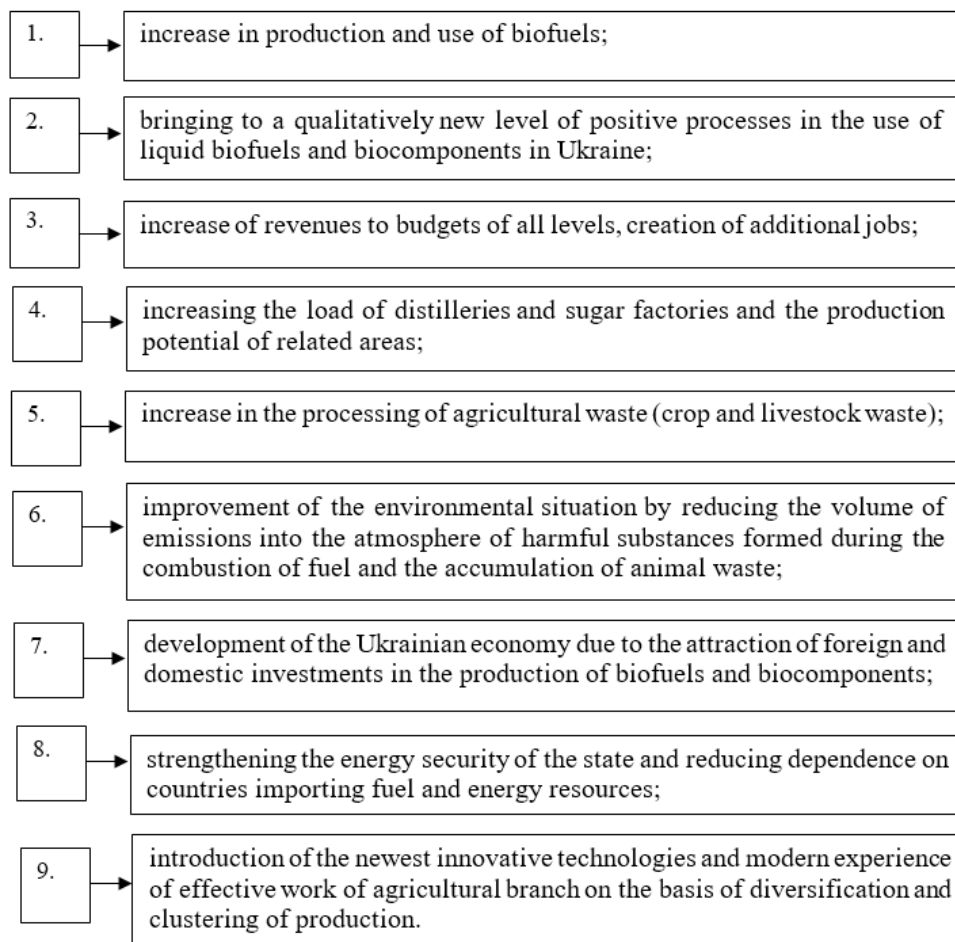 1.
increase in production and use of biofuels;
2.
bringing to a qualitatively new level of positive processes in the use of
liquid biofuels and biocomponents in Ukraine;
3.
increase of revenues to budgets of all levels, creation of additional jobs;
4.
increasing the load of distilleries and sugar factories and the production
potential of related areas;
5.
increase in the processing of agricultural waste (crop and livestock waste);
6.
improvement of the environmental situation by reducing the volume of
emissions into the atmosphere of harmful substances formed during the
combustion of fuel and the accumulation of animal waste;
7.
development of the Ukrainian economy due to the attraction of foreign and
domestic investments in the production of biofuels and biocomponents;
8.
strengthening the energy security of the state and reducing dependence on
countries importing fuel and energy resources;
9.
introduction of the newest innovative technologies and modern experience
of effective work of agricultural branch on the basis of diversification and
clustering of production.